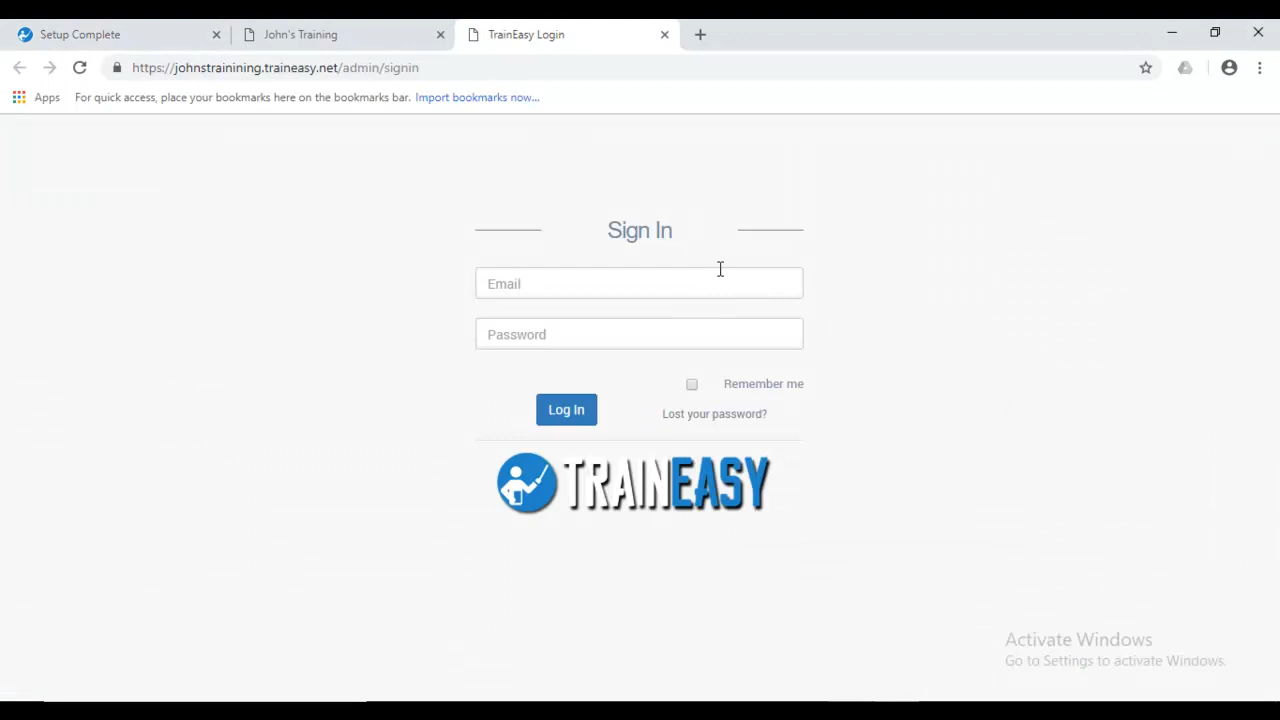 Setup Complete
John's Training
TrainEasy Login
https://johnstrainining.traineasy.net/admin/signin
Apps
For quick access, place your bookmarks here on the bookmarks bar. Import bookmarks now...
Sign In
Email
Password
Remember me
Log In
Lost your password?
TRAINEASY
Activate Windows
Go to Settings to activate Windows.